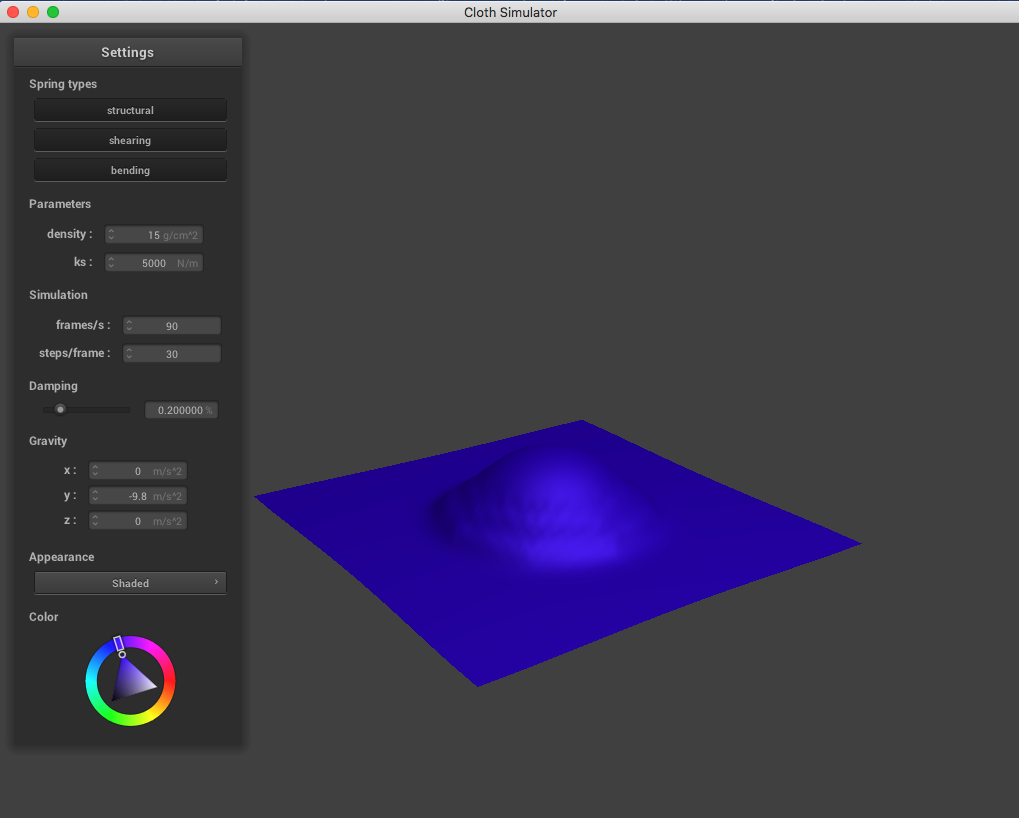 Cloth Simulator
Settings
Spring types
structural
shearing
bending
Parameters
density : 15 g/cm^2
ks : 5000 N/m
Simulation
frames/s : 90
steps/frame : 30
Damping
0.200000 %
Gravity
x : 0 m/s^2
y : -9.8 m/s^2
z : 0 m/s^2
Appearance
Shaded
Color